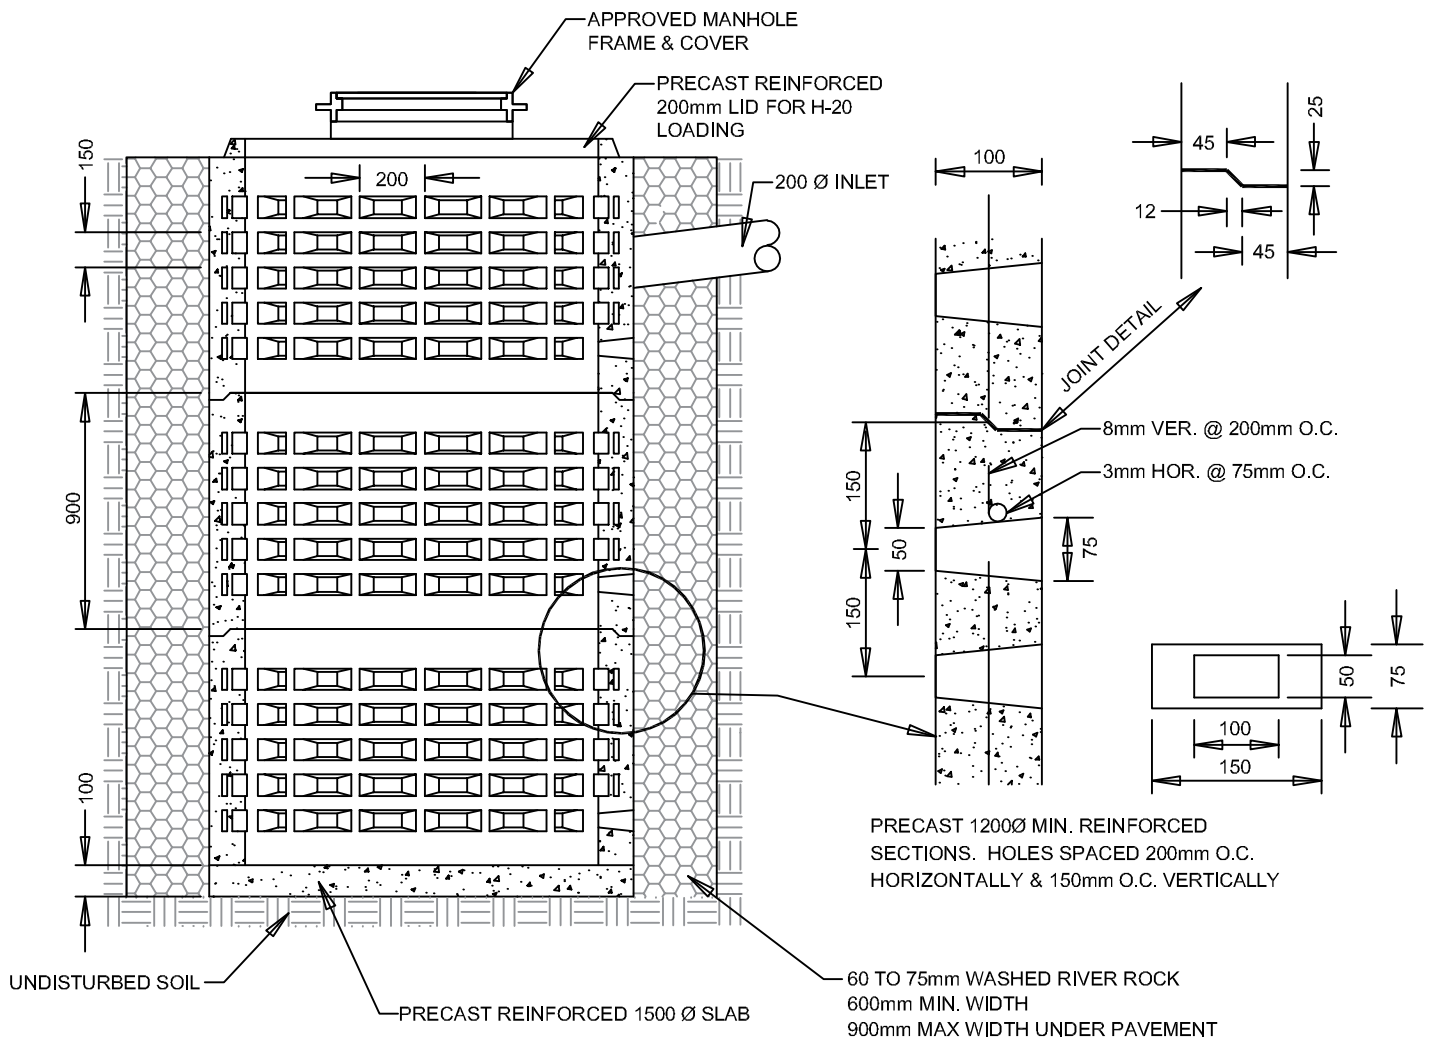 APPROVED MANHOLE
FRAME & COVER
PRECAST REINFORCED
200mm LID FOR H-20
LOADING
150
200
200 Ø INLET
900
100
UNDISTURBED SOIL
PRECAST REINFORCED 1500 Ø SLAB
60 TO 75mm WASHED RIVER ROCK
600mm MIN. WIDTH
900mm MAX WIDTH UNDER PAVEMENT
100
45
25
12
45
JOINT DETAIL
8mm VER. @ 200mm O.C.
3mm HOR. @ 75mm O.C.
150
50
75
150
50
75
100
150
PRECAST 1200Ø MIN. REINFORCED
SECTIONS. HOLES SPACED 200mm O.C.
HORIZONTALLY & 150mm O.C. VERTICALLY